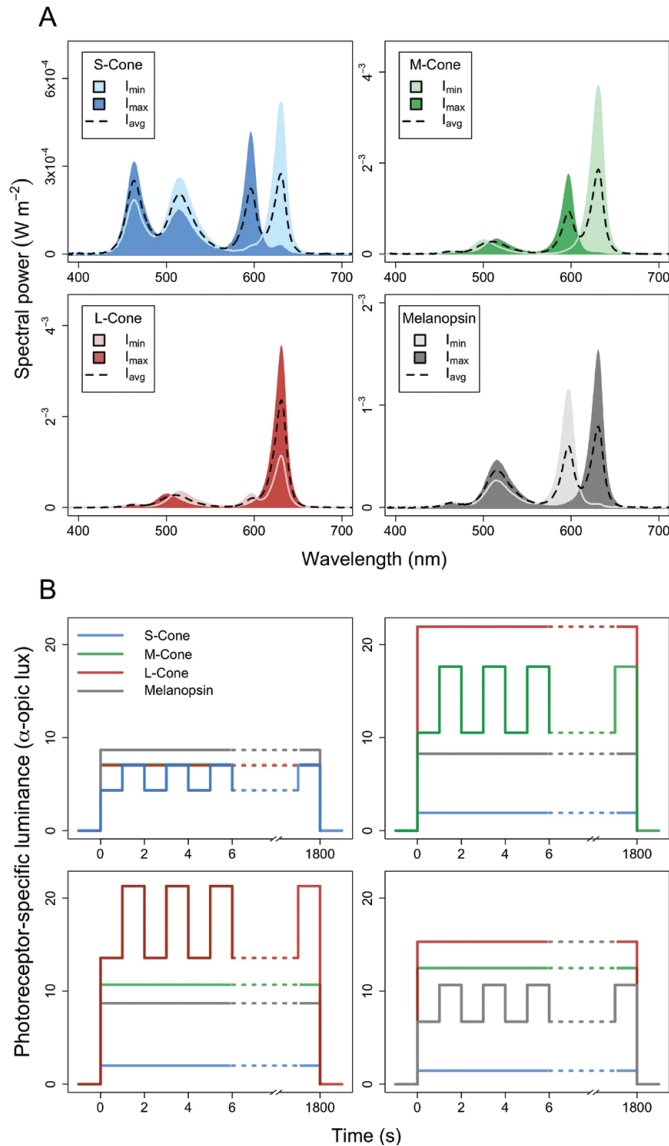 A
S-Cone
Imin
Imax
Iavg
6x10-4
3x10-4
0
400 500 600 700
M-Cone
Imin
Imax
Iavg
4-3
2-3
0
400 500 600 700
L-Cone
Imin
Imax
Iavg
4-3
2-3
0
400 500 600 700
Melanopsin
Imin
Imax
Iavg
2-3
1-3
0
400 500 600 700
Spectral power (W m−2)
Wavelength (nm)
B
S-Cone
M-Cone
L-Cone
Melanopsin
20
10
0
0 2 4 6 1800
0 2 4 6 1800
20
10
0
0 2 4 6 1800
20
10
0
0 2 4 6 1800
Photoreceptor-specific luminance (α-opic lux)
Time (s)